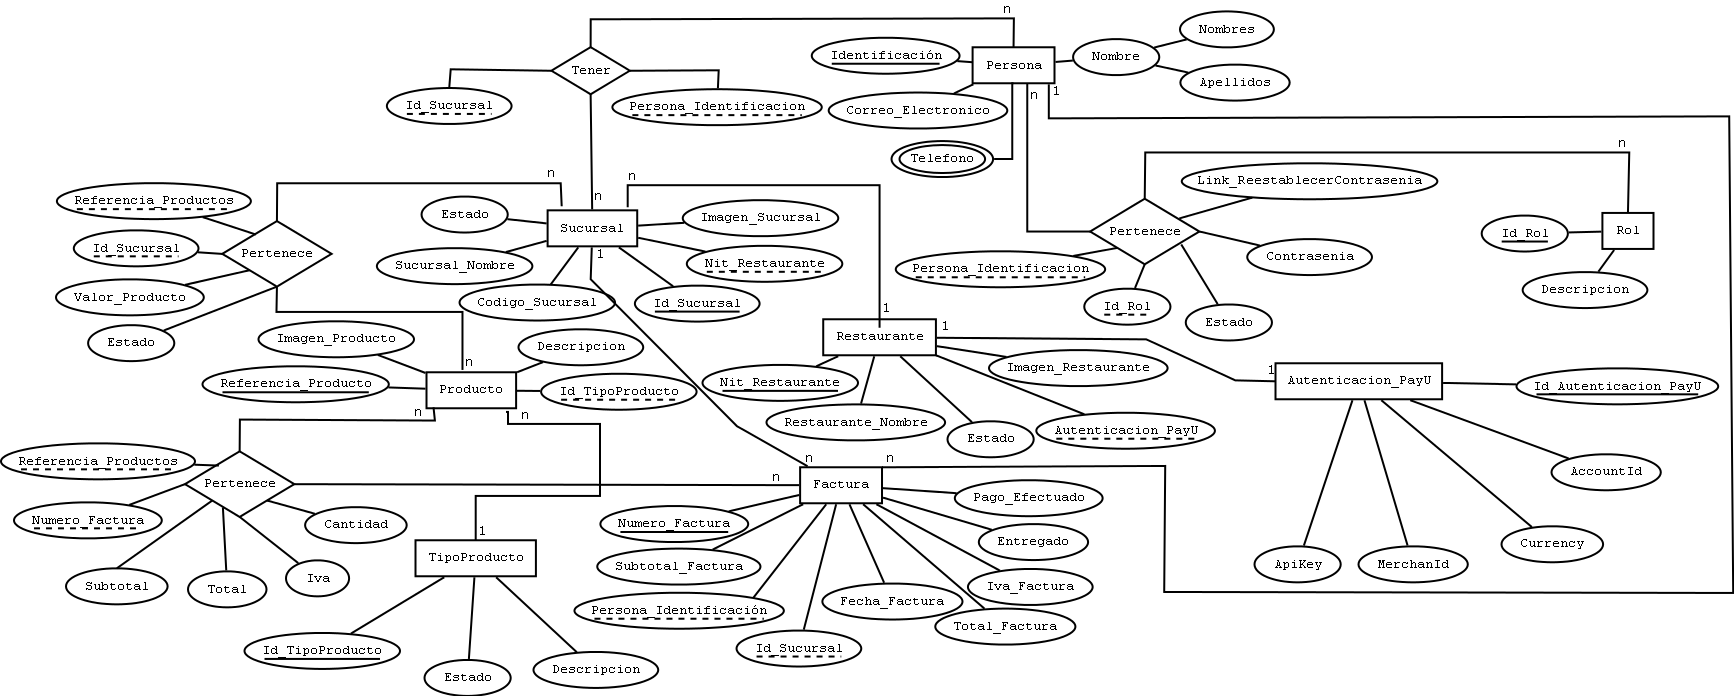 n
Nombres
Identificación
Persona
Nombre
Tener
Apellidos
n
1
Id_Sucursal
Persona_Identificacion
Correo_Electronico
n
Telefono
n
n
Link_ReestablecerContrasenia
Referencia_Productos
n
Estado
Sucursal
Imagen_Sucursal
Pertenece
Id_Rol
Rol
Id_Sucursal
Pertenece
1
Contrasenia
Sucursal_Nombre
Nit_Restaurante
Persona_Identificacion
Valor_Producto
Codigo_Sucursal
Id_Sucursal
Id_Rol
Descripcion
1
Estado
1
Estado
Imagen_Producto
Descripcion
Restaurante
n
Imagen_Restaurante
1
Referencia_Producto
Producto
Id_TipoProducto
Nit_Restaurante
Autenticacion_PayU
Id_Autenticacion_PayU
n
n
Restaurante_Nombre
Estado
Autenticacion_PayU
Referencia_Productos
n
n
AccountId
Pertenece
n
Factura
Pago_Efectuado
Numero_Factura
Cantidad
Numero_Factura
1
Entregado
Currency
TipoProducto
Subtotal_Factura
ApiKey
MerchanId
Subtotal
Total
Iva
Iva_Factura
Persona_Identificación
Fecha_Factura
Total_Factura
Id_TipoProducto
Id_Sucursal
Estado
Descripcion